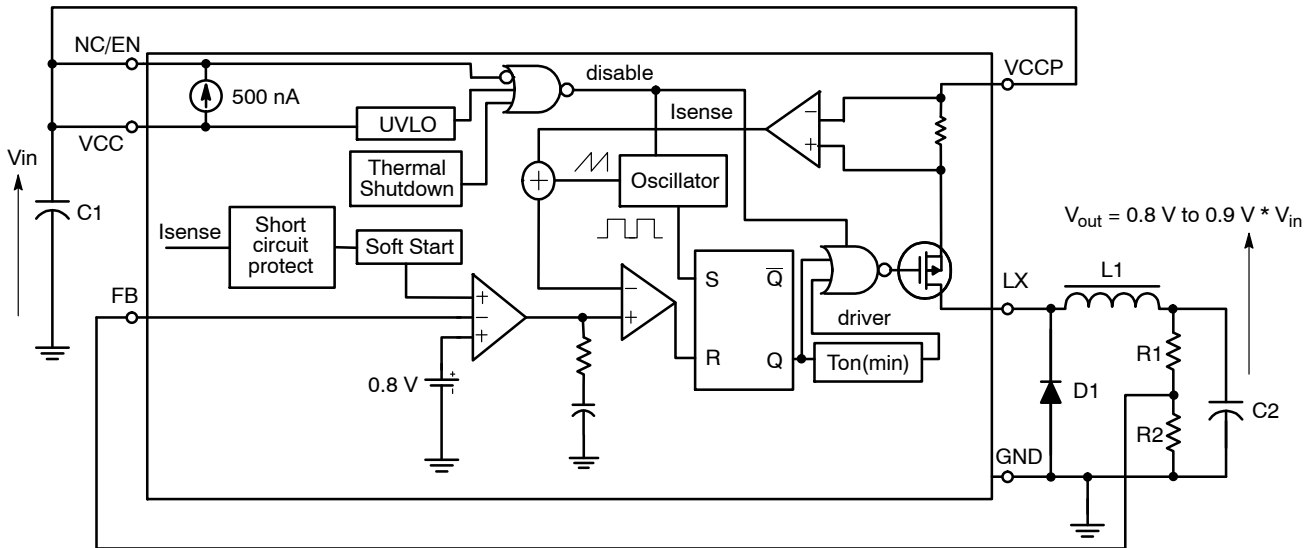 NC/EN
disable
VCCP
500 nA
Isense
UVLO
VCC
Vin
Thermal
Shutdown
Oscillator
C1
Vout = 0.8 V to 0.9 V * Vin
Isense
Short
circuit
protect
Soft Start
S
Q
L1
LX
FB
driver
R1
R
Q
Ton(min)
0.8 V
D1
C2
R2
GND